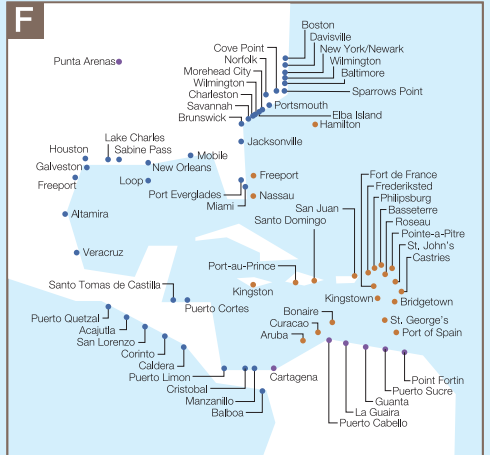 F
Boston
Davisville
Cove Point
New York/Newark
Norfolk
Wilmington
Punta Arenas
Morehead City
Baltimore
Wilmington
Charleston
Sparrows Point
Savannah
Portsmouth
Brunswick
Elba Island
Hamilton
Jacksonville
Lake Charles
Houston
Sabine Pass
Mobile
Galveston
New Orleans
Freeport
Loop
Freeport
Port Everglades
Nassau
Miami
Fort de France
Frederiksted
Philipsburg
San Juan
Basseterre
Altamira
Santo Domingo
Roseau
Pointe-a-Pitre
St. John's
Veracruz
Castries
Port-au-Prince
Santo Tomas de Castilla
Kingston
Kingstown
Bridgetown
Puerto Cortes
Bonaire
Puerto Quetzal
Curacao
St. George's
Acajutla
Aruba
Port of Spain
San Lorenzo
Corinto
Caldera
Puerto Limon
Cartagena
Point Fortin
Cristobal
Puerto Sucre
Manzanillo
Guanta
Balboa
La Guaira
Puerto Cabello